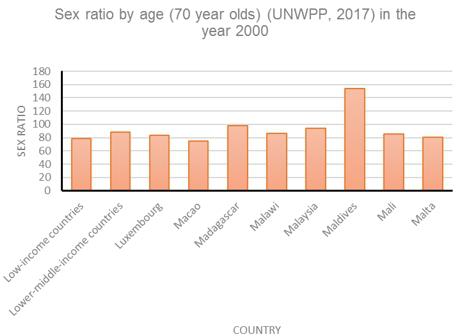 Sex ratio by age (70 year olds) (UNWPP, 2017) in the
year 2000
SEX RATIO
180
160
140
120
100
80
60
40
20
0
Low-income countries
Lower-middle-income countries
Luxembourg
Macao
Madagascar
Malawi
Malaysia
Maldives
Mali
Malta
COUNTRY